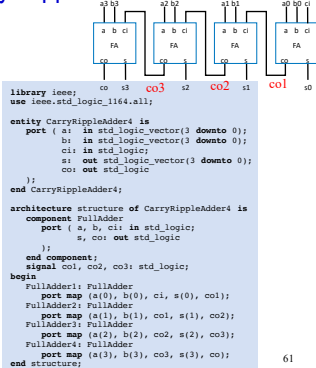 a3 b3 a2 b2 a1 b1 a0 b0 ci
a b ci a b ci a b ci a b ci
FA FA FA FA
co s co s co s co s
co s3 co3 s2 co2 s1 co1 s0
library ieee;
use ieee.std_logic_1164.all;
entity CarryRippleAdder4 is
port ( a: in std_logic_vector(3 downto 0);
b: in std_logic_vector(3 downto 0);
ci: in std_logic;
s: out std_logic_vector(3 downto 0);
co: out std_logic
);
end CarryRippleAdder4;
architecture structure of CarryRippleAdder4 is
component FullAdder
port ( a, b, ci: in std_logic;
s, co: out std_logic
);
end component;
signal co1, co2, co3: std_logic;
begin
FullAdder1: FullAdder
port map (a(0), b(0), ci, s(0), co1);
FullAdder2: FullAdder
port map (a(1), b(1), co1, s(1), co2);
FullAdder3: FullAdder
port map (a(2), b(2), co2, s(2), co3);
FullAdder4: FullAdder
port map (a(3), b(3), co3, s(3), co);
end structure;
61